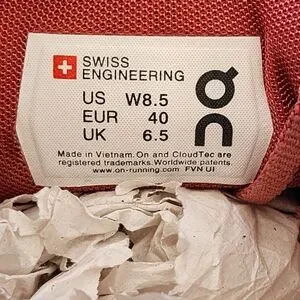 SWISS
ENGINEERING
US W8.5
EUR 40
UK 6.5
Made in Vietnam. On and CloudTec are
registered trademarks. Worldwide patents.
www.on-running.com FVN UI